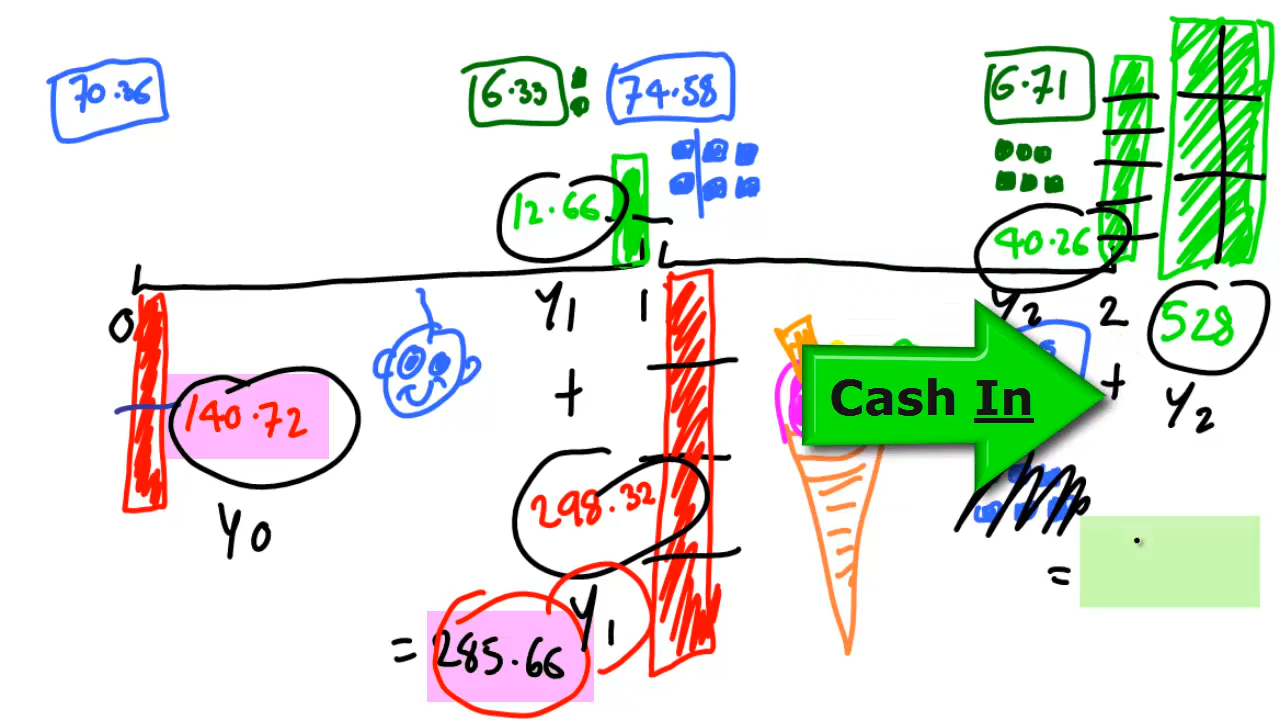 70.36
6.33
74.58
6.71
12.66
40.26
0
Y1
1
Y2
2
528
140.72
+
Cash In
+
Y2
298.32
Y0
Y1
=
= 285.66